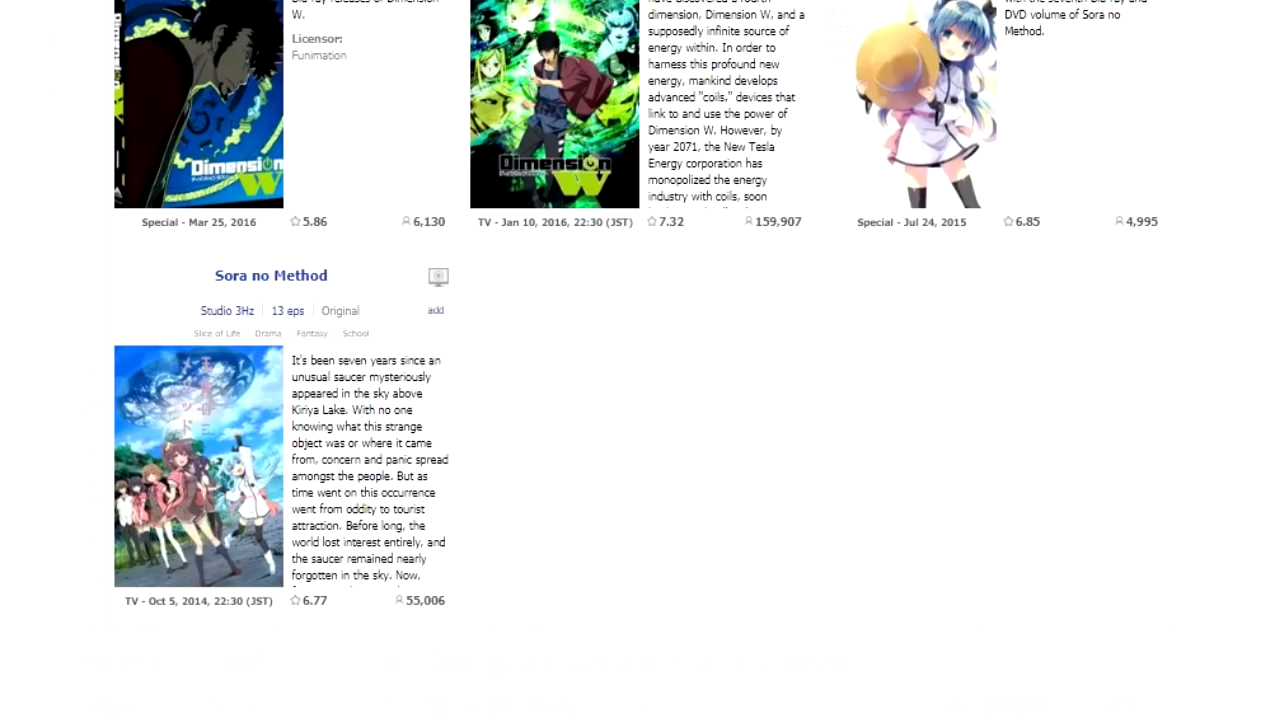 W.
Licensor:
Funimation
Dimension
W
Special - Mar 25, 2016
5.86
6,130
dimension, Dimension W, and a
supposedly infinite source of
energy within. In order to
harness this profound new
energy, mankind develops
advanced "coils," devices that
link to and use the power of
Dimension W. However, by
year 2071, the New Tesla
Energy corporation has
monopolized the energy
industry with coils, soon
Dimension
W
TV - Jan 10, 2016, 22:30 (JST)
7.32
159,907
DVD volume of Sora no
Method.
Special - Jul 24, 2015
6.85
4,995
Sora no Method
Studio 3Hz
13 eps
Original
add
Slice of Life Drama Fantasy School
It's been seven years since an
unusual saucer mysteriously
appeared in the sky above
Kiriya Lake. With no one
knowing what this strange
object was or where it came
from, concern and panic spread
amongst the people. But as
time went on this occurrence
went from oddity to tourist
attraction. Before long, the
world lost interest entirely, and
the saucer remained nearly
forgotten in the sky. Now,
TV - Oct 5, 2014, 22:30 (JST)
6.77
55,006